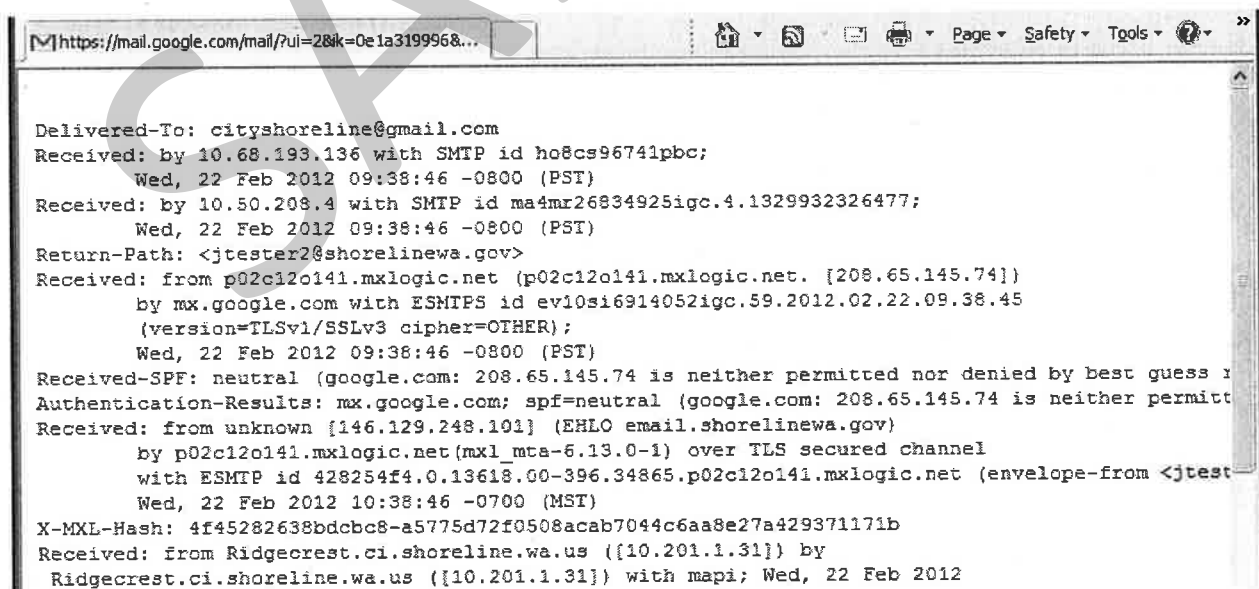 https://mail.google.com/mail/?ui=2&ik=0e1a319996&...
Page Safety Tools
Delivered-To: cityshoreline@gmail.com
Received: by 10.68.193.136 with SMTP id ho8cs96741pbc;
Wed, 22 Feb 2012 09:38:46 -0800 (PST)
Received: by 10.50.208.4 with SMTP id ma4mr26834925igc.4.1329932326477;
Wed, 22 Feb 2012 09:38:46 -0800 (PST)
Return-Path: <jtester2@shorelinewa.gov>
Received: from p02c12o141.mxlogic.net (p02c12o141.mxlogic.net. [208.65.145.74])
by mx.google.com with ESMTPS id ev10si6914052igc.59.2012.02.22.09.38.45
(version=TLSv1/SSLv3 cipher=OTHER);
Wed, 22 Feb 2012 09:38:46 -0800 (PST)
Received-SPF: neutral (google.com: 208.65.145.74 is neither permitted nor denied by best guess
Authentication-Results: mx.google.com; spf=neutral (google.com: 208.65.145.74 is neither permitt
Received: from unknown [146.129.248.101] (EHLO email.shorelinewa.gov)
by p02c12o141.mxlogic.net(mxl_mta-6.13.0-1) over TLS secured channel
with ESMTP id 428254f4.0.13618.00-396.34865.p02c12o141.mxlogic.net (envelope-from <jtest
Wed, 22 Feb 2012 10:38:46 -0700 (MST)
X-MXL-Hash: 4f45282638bdcbc8-a5775d72f0508acab7044c6aa8e27a429371171b
Received: from Ridgecrest.ci.shoreline.wa.us ([10.201.1.31]) by
Ridgecrest.ci.shoreline.wa.us ([10.201.1.31]) with mapi; Wed, 22 Feb 2012